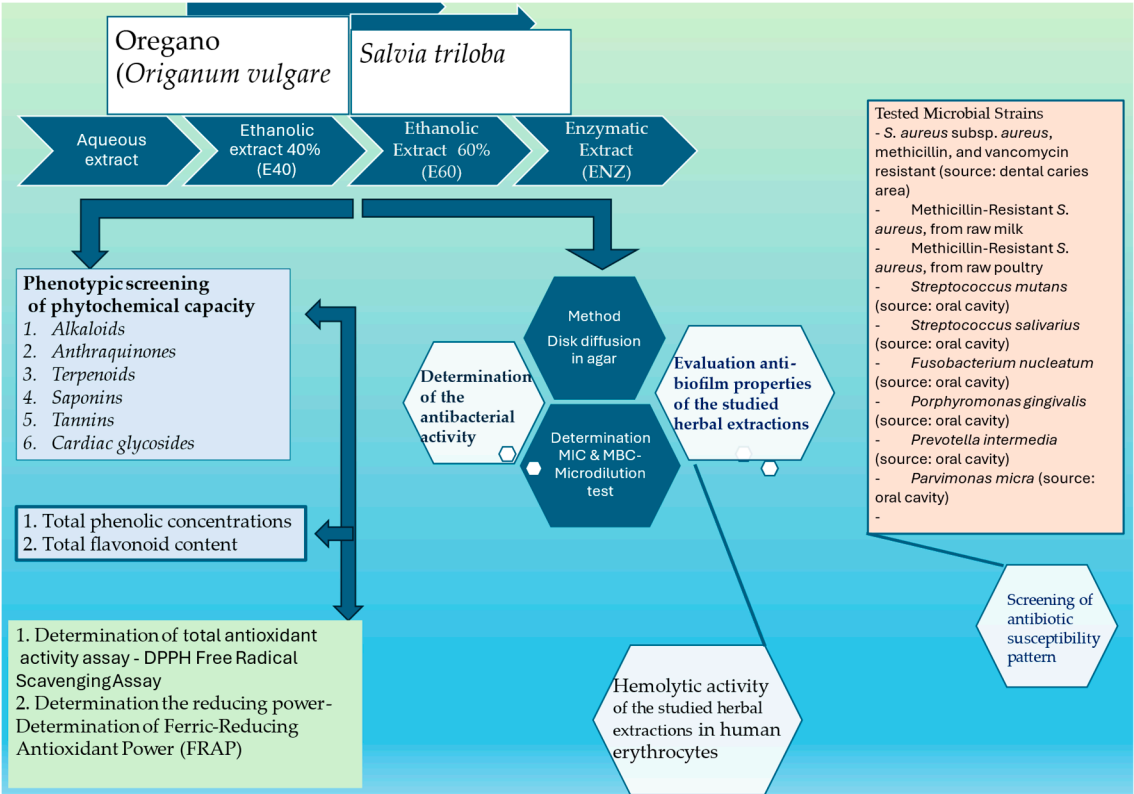 Oregano
(Origanum vulgare
Salvia triloba
Aqueous
extract
Ethanolic
extract 40%
(E40)
Ethanolic
Extract 60%
(E60)
Enzymatic
Extract
(ENZ)
Phenotypic screening
of phytochemical capacity
1. Alkaloids
2. Anthraquinones
3. Terpenoids
4. Saponins
5. Tannins
6. Cardiac glycosides
1. Total phenolic concentrations
2. Total flavonoid content
1. Determination of total antioxidant
activity assay - DPPH Free Radical
Scavenging Assay
2. Determination the reducing power-
Determination of Ferric-Reducing
Antioxidant Power (FRAP)
Method
Disk diffusion
in agar
Determination
of the
antibacterial
activity
Evaluation anti-
biofilm properties
of the studied
herbal extractions
Determination
MIC & MBC-
Microdilution
test
Hemolytic activity
of the studied herbal
extractions in human
erythrocytes
Tested Microbial Strains
- S. aureus subsp. aureus,
methicillin, and vancomycin
resistant (source: dental caries
area)
- Methicillin-Resistant S.
aureus, from raw milk
- Methicillin-Resistant S.
aureus, from raw poultry
- Streptococcus mutans
(source: oral cavity)
- Streptococcus salivarius
(source: oral cavity)
- Fusobacterium nucleatum
(source: oral cavity)
- Porphyromonas gingivalis
(source: oral cavity)
- Prevotella intermedia
(source: oral cavity)
- Parvimonas micra (source:
oral cavity)
-
Screening of
antibiotic
susceptibility
pattern